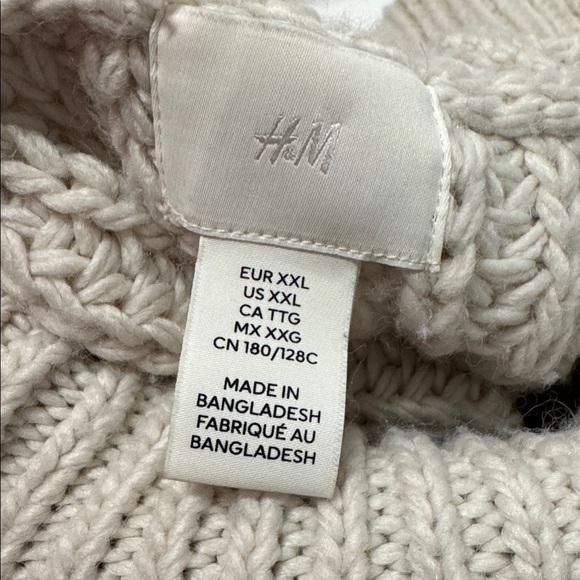 H&M
EUR XXL
US XXL
CA TTG
MX XXG
CN 180/128C
MADE IN
BANGLADESH
FABRIQUÉ AU
BANGLADESH